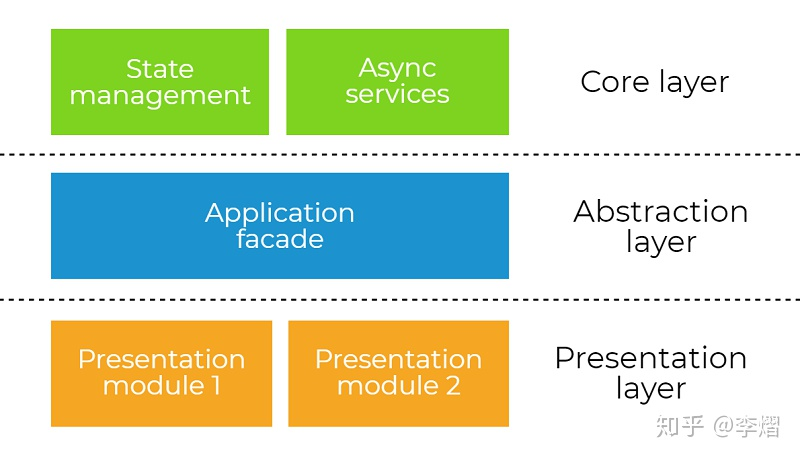 State
management
Async
services
Core layer
Application
facade
Abstraction
layer
Presentation
module 1
Presentation
module 2
Presentation
layer
知乎 @李熠